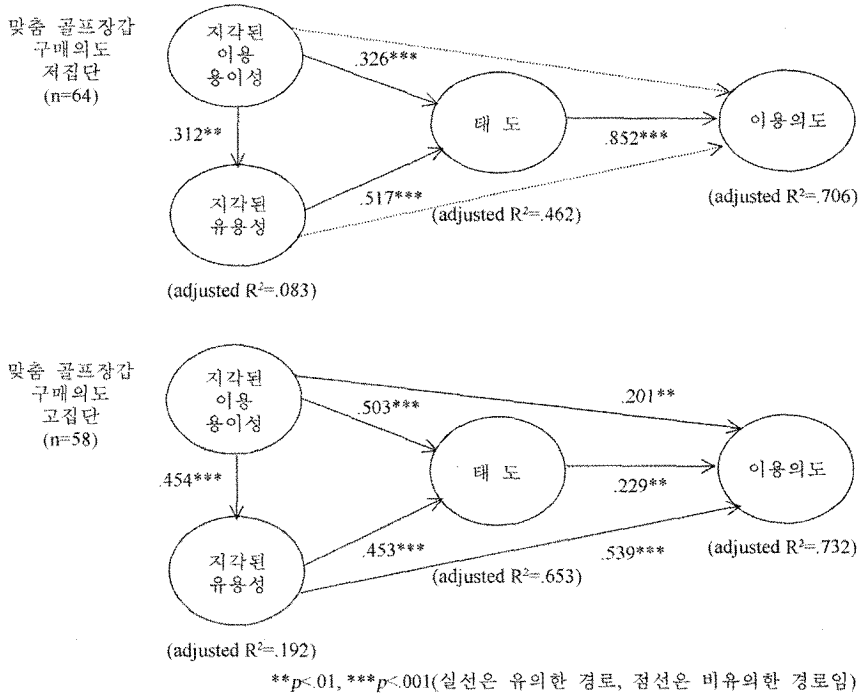 맞춤 골프장갑
구매의도
저집단
(n=64)
지각된
이용
용이성
.326***
.312**
태 도
.852***
이용의도
지각된
유용성
.517***
(adjusted R²=.462)
(adjusted R²=.706)
(adjusted R²=.083)
맞춤 골프장갑
구매의도
고집단
(n=58)
지각된
이용
용이성
.503***
.201**
.454***
태 도
.229**
이용의도
지각된
유용성
.453***
(adjusted R²=.653)
.539***
(adjusted R²=.732)
(adjusted R²=.192)
**p<.01, ***p<.001(실선은 유의한 경로, 점선은 비유의한 경로임)